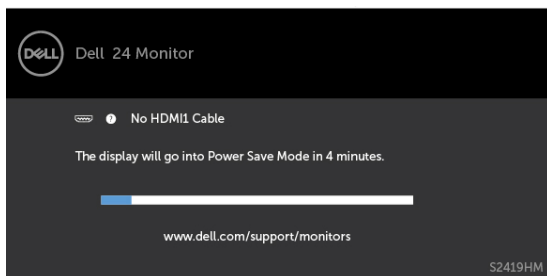 DELL
Dell 24 Monitor
? No HDMI1 Cable
The display will go into Power Save Mode in 4 minutes.
www.dell.com/support/monitors
S2419HM